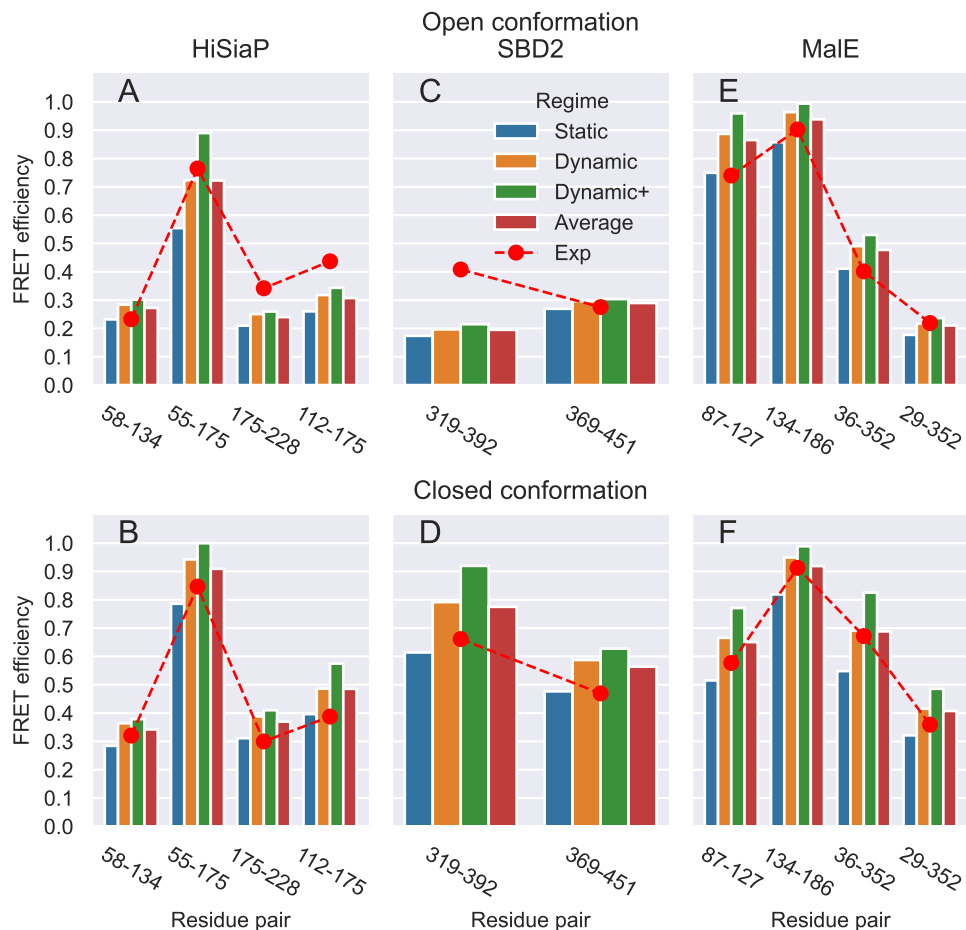 Open conformation
HiSiaP
SBD2
MalE
A
C
E
Regime
Static
Dynamic
Dynamic+
Average
Exp
FRET efficiency
1.0
0.9
0.8
0.7
0.6
0.5
0.4
0.3
0.2
0.1
0.0
58-134
55-175
175-228
112-175
319-392
369-451
87-127
134-186
36-352
29-352
Closed conformation
B
D
F
FRET efficiency
1.0
0.9
0.8
0.7
0.6
0.5
0.4
0.3
0.2
0.1
0.0
58-134
55-175
175-228
112-175
319-392
369-451
87-127
134-186
36-352
29-352
Residue pair
Residue pair
Residue pair